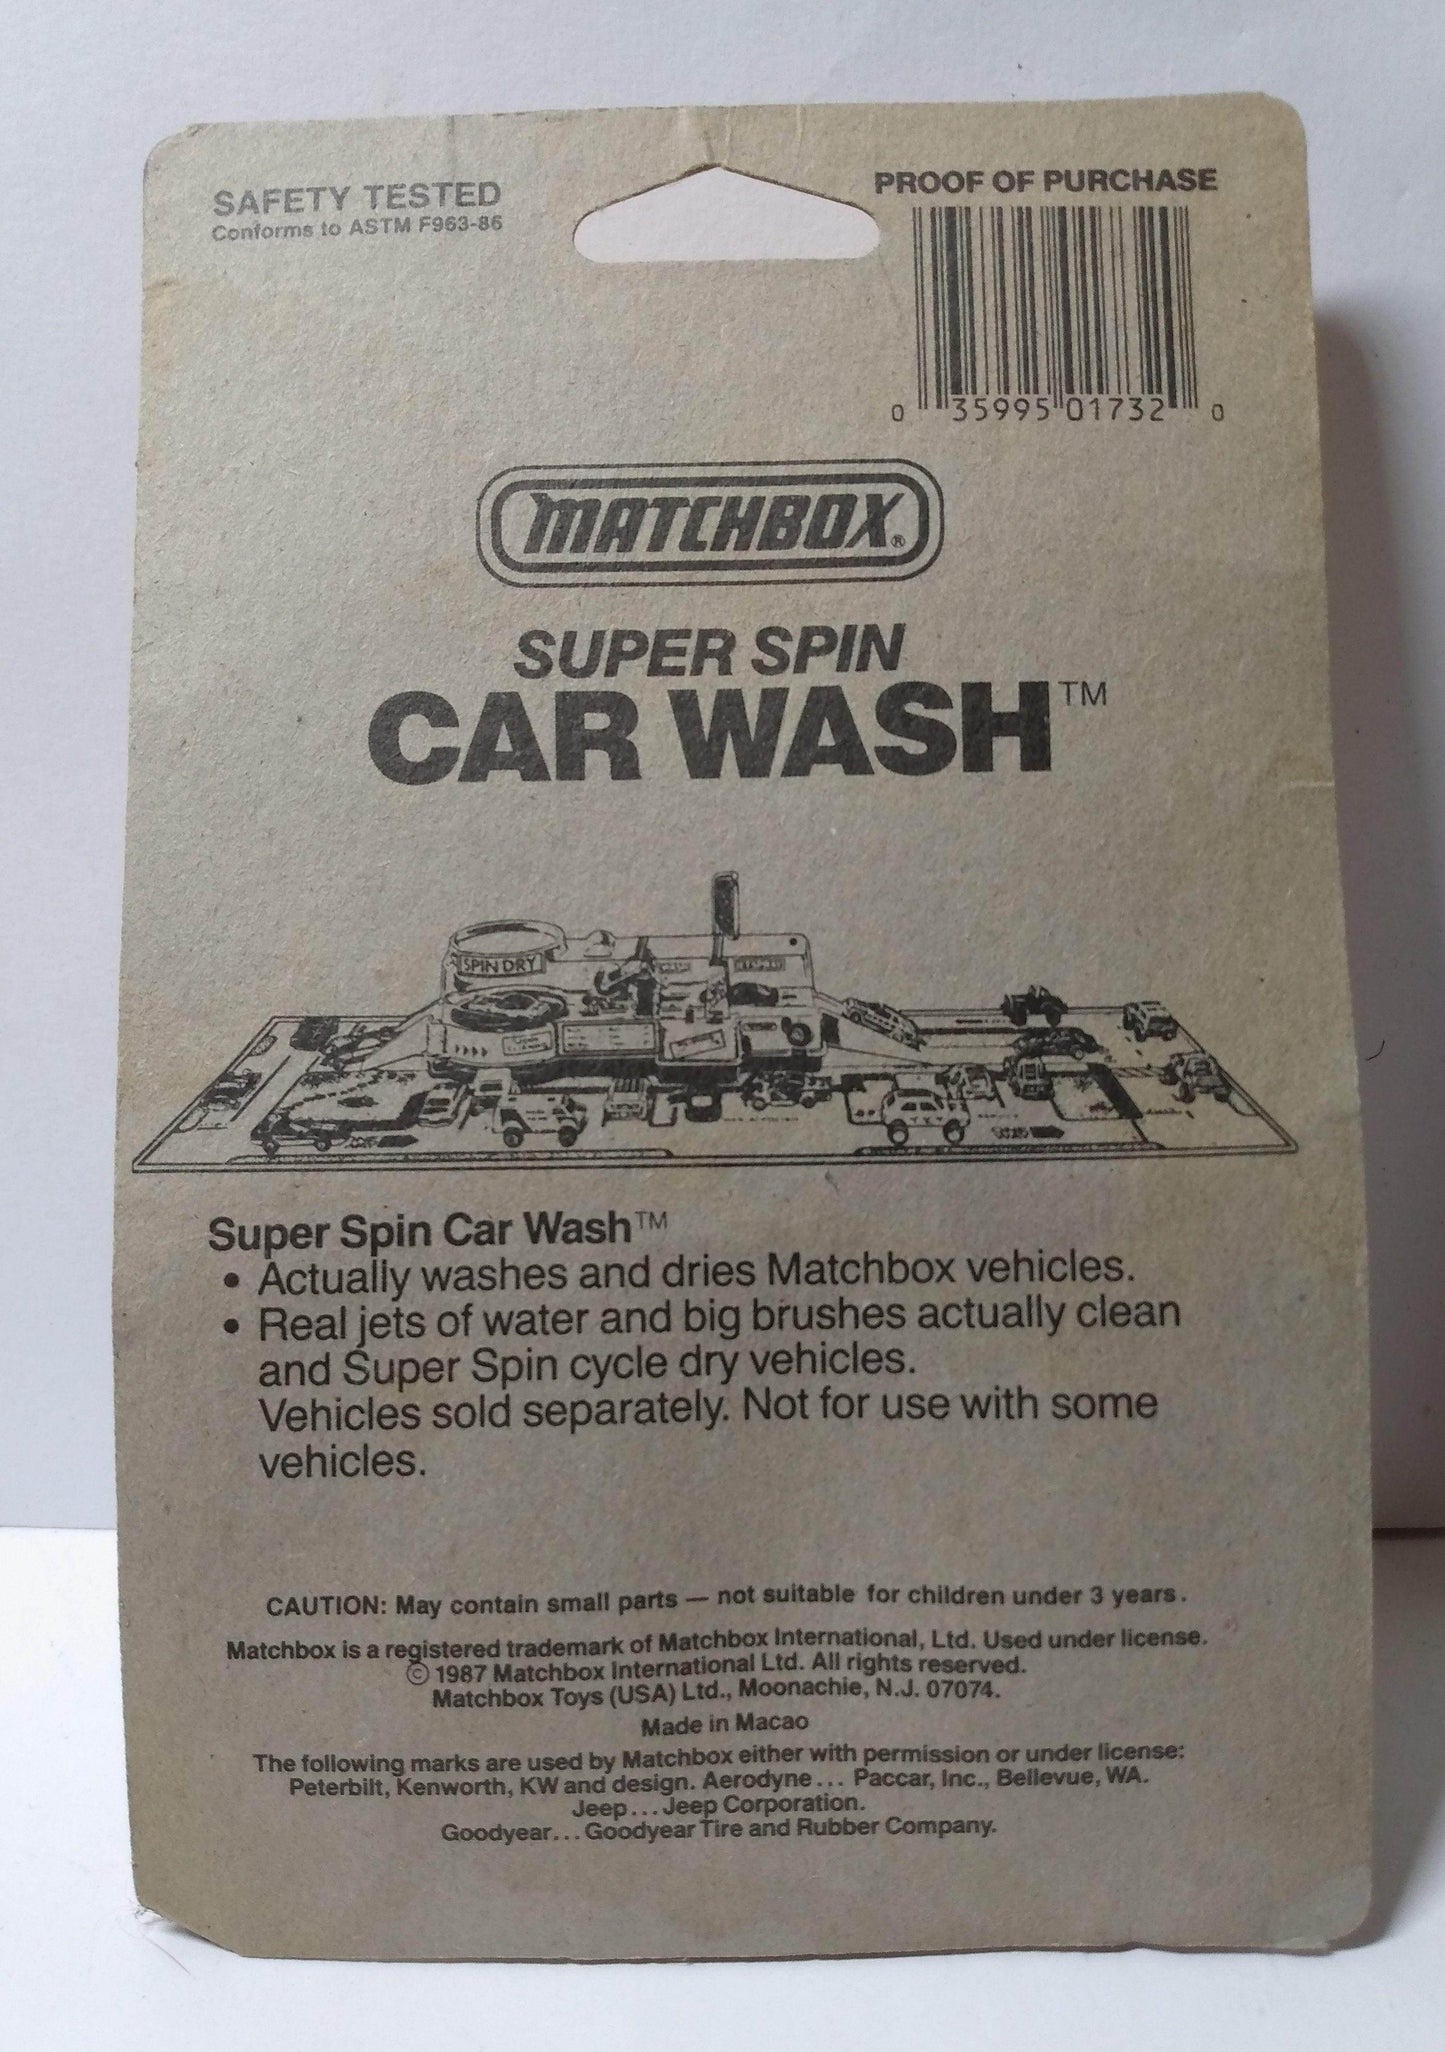 SAFETY TESTED
Conforms to ASTM F963-86
PROOF OF PURCHASE
0 35995 01732 0
MATCHBOX®
SUPER SPIN
CAR WASH™
SPIN DRY
Super Spin Car Wash™
• Actually washes and dries Matchbox vehicles.
• Real jets of water and big brushes actually clean
and Super Spin cycle dry vehicles.
Vehicles sold separately. Not for use with some
vehicles.
CAUTION: May contain small parts — not suitable for children under 3 years.
Matchbox is a registered trademark of Matchbox International, Ltd. Used under license.
© 1987 Matchbox International Ltd. All rights reserved.
Matchbox Toys (USA) Ltd., Moonachie, N.J. 07074.
Made in Macao
The following marks are used by Matchbox either with permission or under license:
Peterbilt, Kenworth, KW and design. Aerodyne... Paccar, Inc., Bellevue, WA.
Jeep...Jeep Corporation.
Goodyear...Goodyear Tire and Rubber Company.